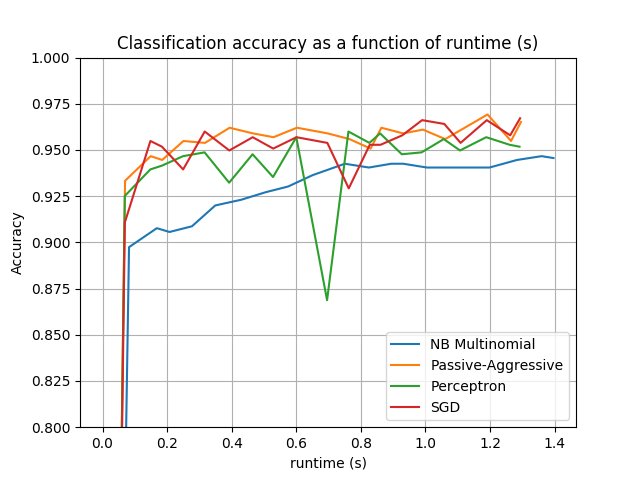 Classification accuracy as a function of runtime (s)
1.000
0.975
0.950
0.925
0.900
0.875
0.850
0.825
0.800
Accuracy
NB Multinomial
Passive-Aggressive
Perceptron
SGD
0.0 0.2 0.4 0.6 0.8 1.0 1.2 1.4
runtime (s)